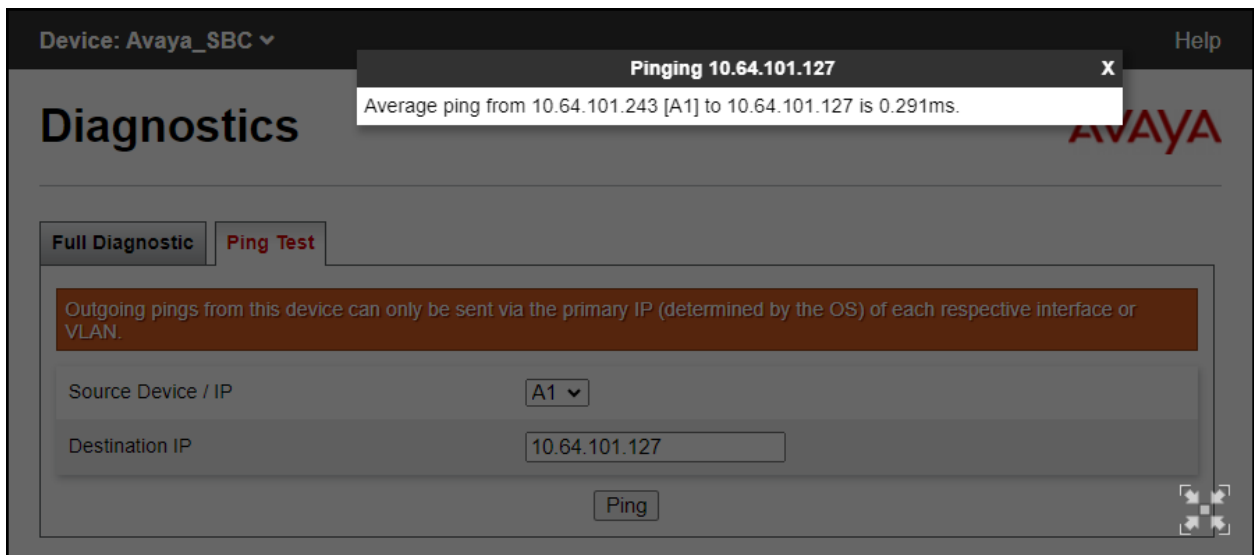 Device: Avaya_SBC
Help
Pinging 10.64.101.127
X
Average ping from 10.64.101.243 [A1] to 10.64.101.127 is 0.291ms.
Diagnostics
AVAYA
Full Diagnostic
Ping Test
Outgoing pings from this device can only be sent via the primary IP (determined by the OS) of each respective interface or
VLAN.
Source Device / IP
A1
Destination IP
10.64.101.127
Ping